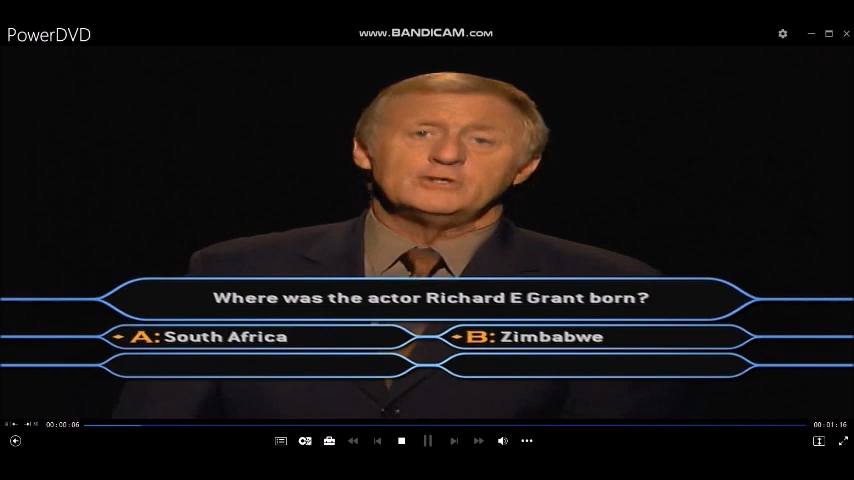 PowerDVD
www.BANDICAM.com
Where was the actor Richard E Grant born?
A: South Africa
B: Zimbabwe
00:00:06
00:01:16